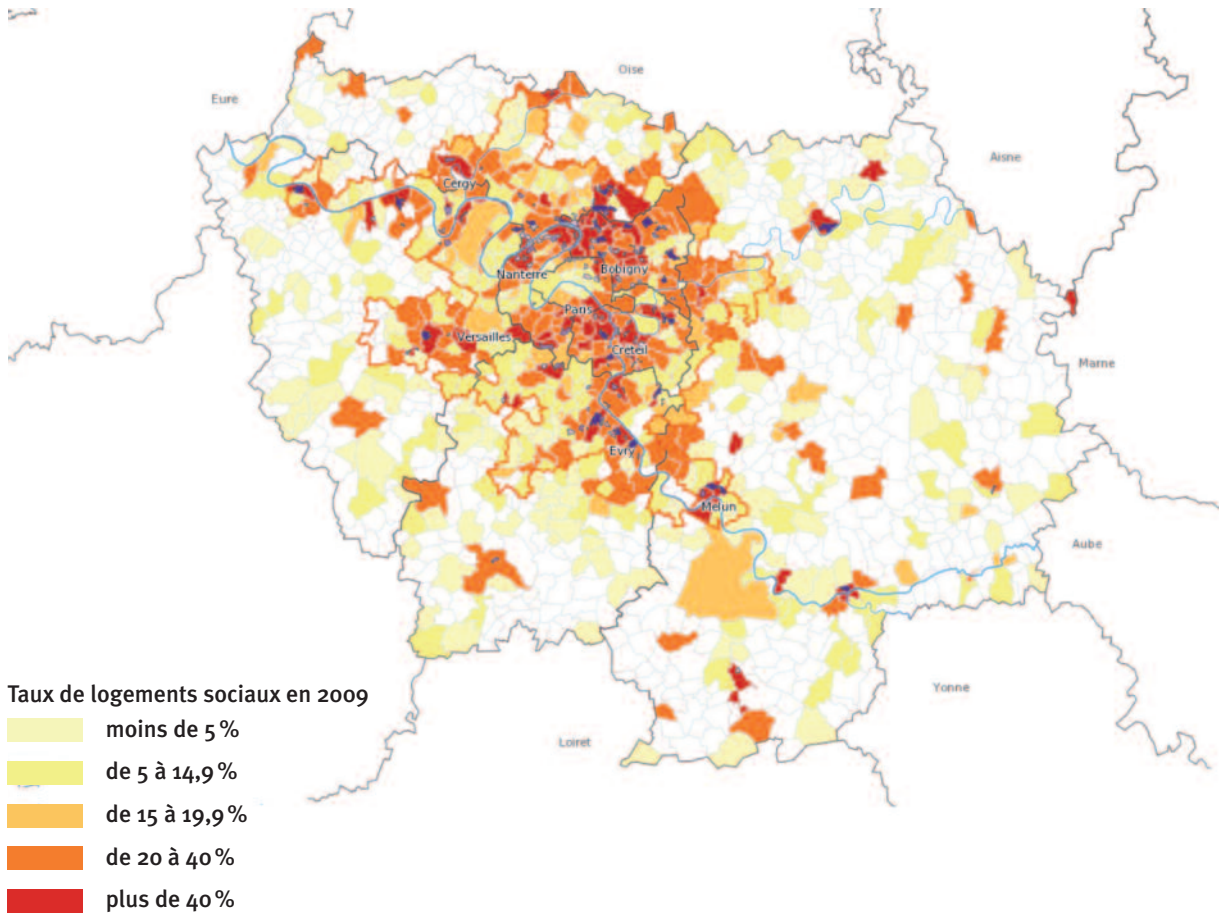 Oise
Eure
Aisne
Cergy
Nanterre
Bobigny
Paris
Versailles
Créteil
Marne
Evry
Melun
Aube
Yonne
Loiret
Taux de logements sociaux en 2009
moins de 5 %
de 5 à 14,9 %
de 15 à 19,9 %
de 20 à 40 %
plus de 40 %